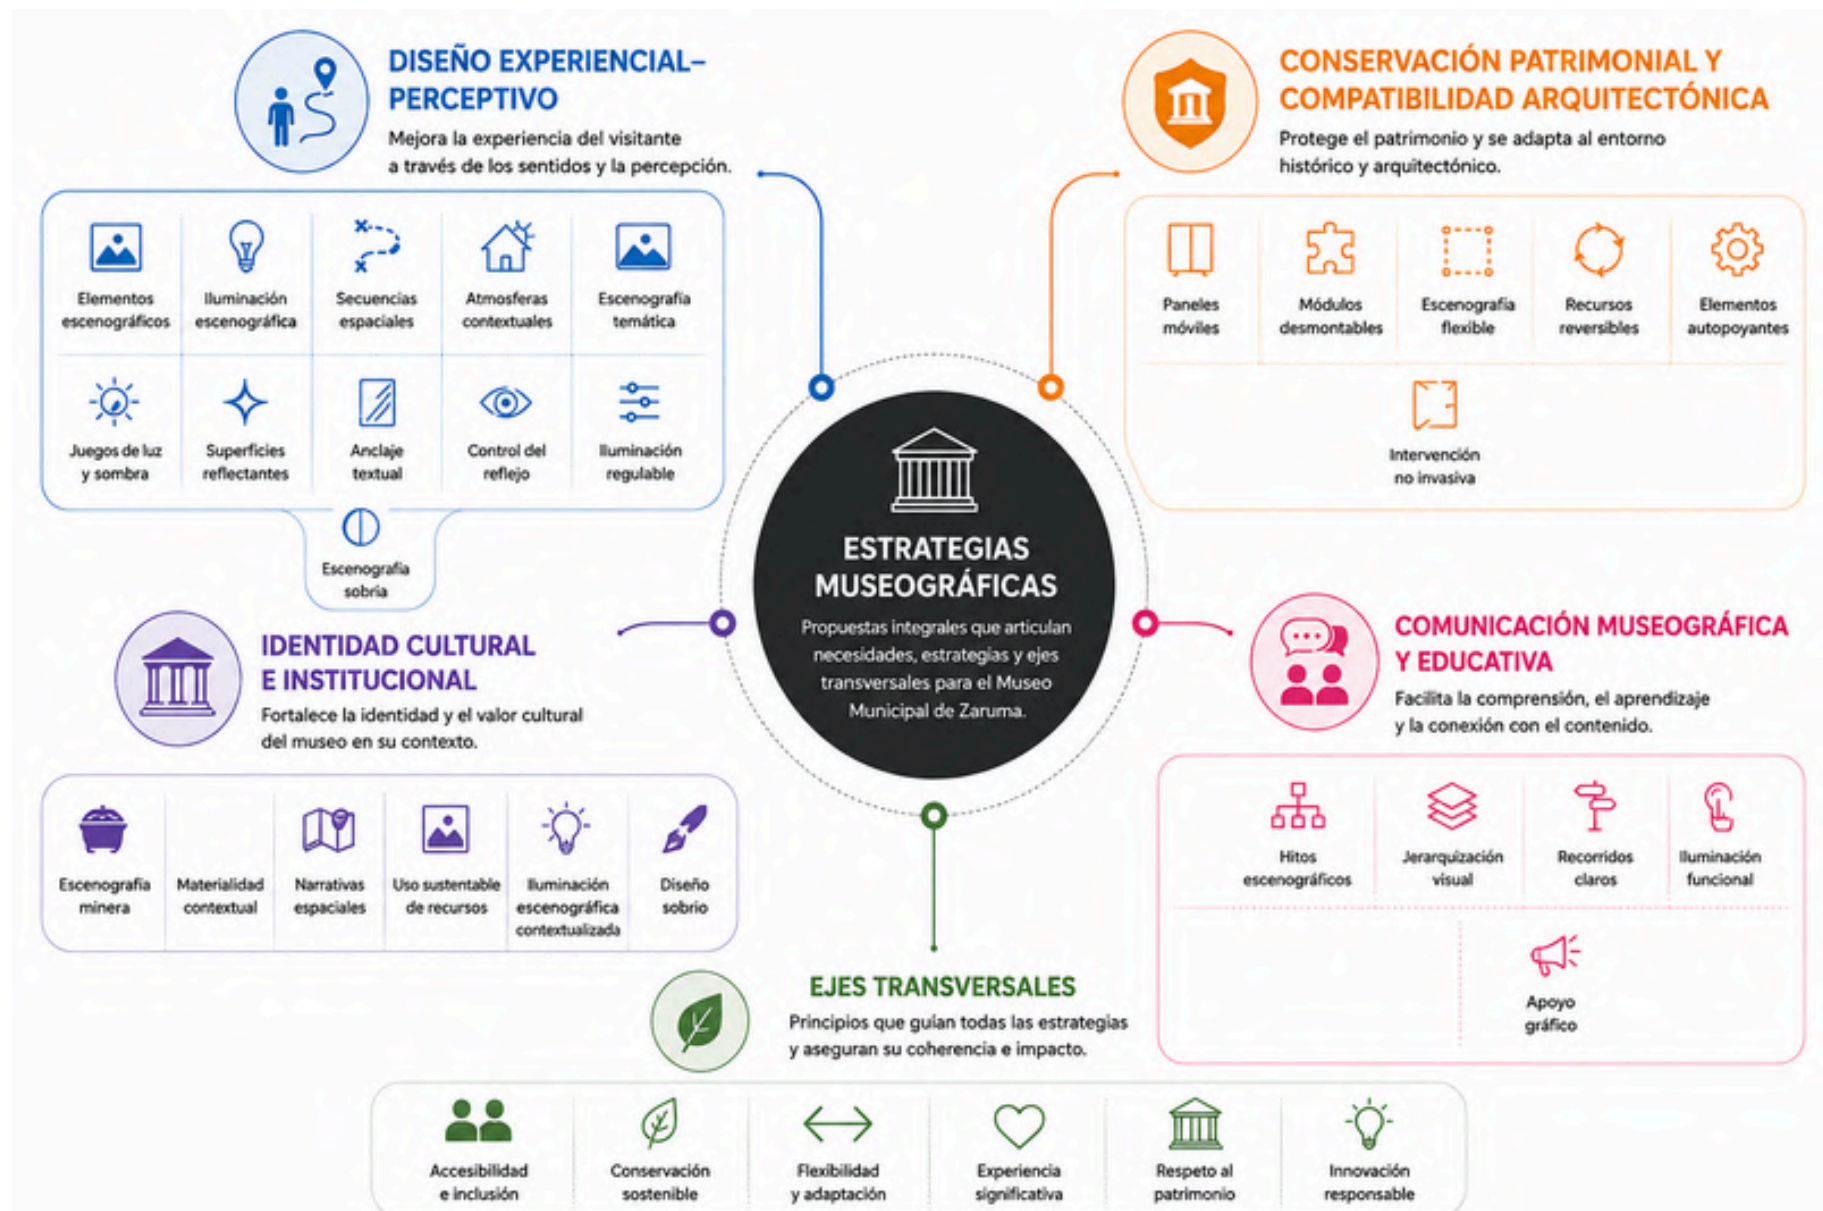 DISEÑO EXPERIENCIAL–
PERCEPTIVO
Mejora la experiencia del visitante
a través de los sentidos y la percepción.
Elementos
escenográficos
Iluminación
escenográfica
Secuencias
espaciales
Atmosferas
contextuales
Escenografía
temática
Juegos de luz
y sombra
Superficies
reflectantes
Anclaje
textual
Control del
reflejo
Iluminación
regulable
Escenografía
sobria
CONSERVACIÓN PATRIMONIAL Y
COMPATIBILIDAD ARQUITECTÓNICA
Protege el patrimonio y se adapta al entorno
histórico y arquitectónico.
Paneles
móviles
Módulos
desmontables
Escenografía
flexible
Recursos
reversibles
Elementos
autopoyantes
Intervención
no invasiva
ESTRATEGIAS
MUSEOGRÁFICAS
Propuestas integrales que articulan
necesidades, estrategias y ejes
transversales para el Museo
Municipal de Zaruma.
IDENTIDAD CULTURAL
E INSTITUCIONAL
Fortalece la identidad y el valor cultural
del museo en su contexto.
Escenografía
minera
Materialidad
contextual
Narrativas
espaciales
Uso sustentable
de recursos
Iluminación
escenográfica
contextualizada
Diseño
sobrio
COMUNICACIÓN MUSEOGRÁFICA
Y EDUCATIVA
Facilita la comprensión, el aprendizaje
y la conexión con el contenido.
Hitos
escenográficos
Jerarquización
visual
Recorridos
claros
Iluminación
funcional
Apoyo
gráfico
EJES TRANSVERSALES
Principios que guían todas las estrategias
y aseguran su coherencia e impacto.
Accesibilidad
e inclusión
Conservación
sostenible
Flexibilidad
y adaptación
Experiencia
significativa
Respeto al
patrimonio
Innovación
responsable